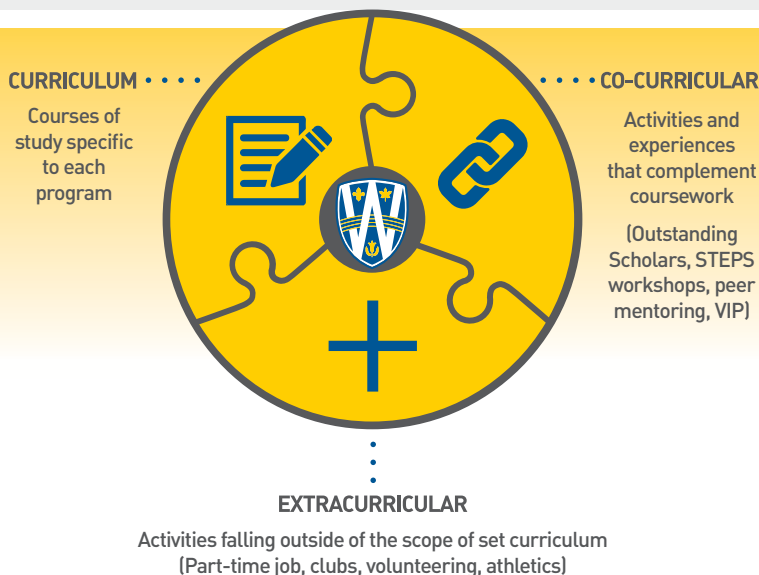 CURRICULUM
Courses of
study specific
to each
program
CO-CURRICULAR
Activities and
experiences
that complement
coursework
(Outstanding
Scholars, STEPS
workshops, peer
mentoring, VIP)
W
EXTRACURRICULAR
Activities falling outside of the scope of set curriculum
(Part-time job, clubs, volunteering, athletics)